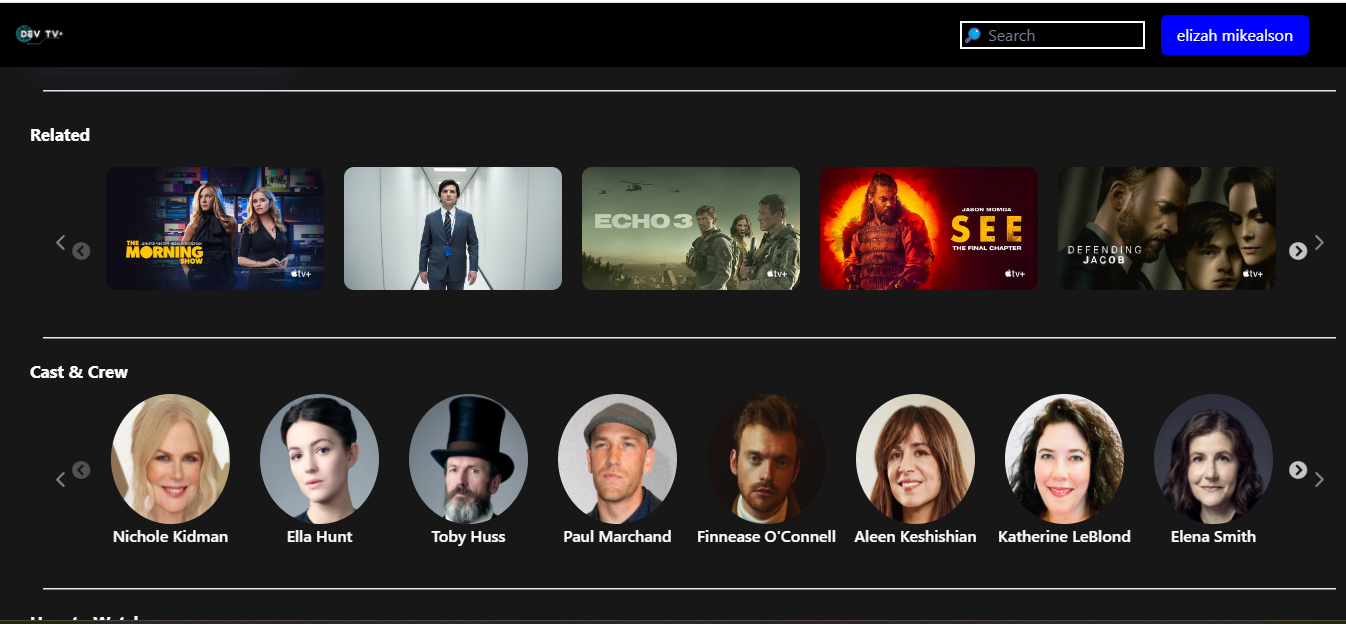 DEV TV+
Search
elizah mikealson
Related
THE
MORNING
SHOW
tv+
ECHO 3
tv+
JASON MOMOA
SEE
THE FINAL CHAPTER
tv+
DEFENDING
JACOB
tv+
Cast & Crew
Nichole Kidman
Ella Hunt
Toby Huss
Paul Marchand
Finnease O'Connell
Aleen Keshishian
Katherine LeBlond
Elena Smith